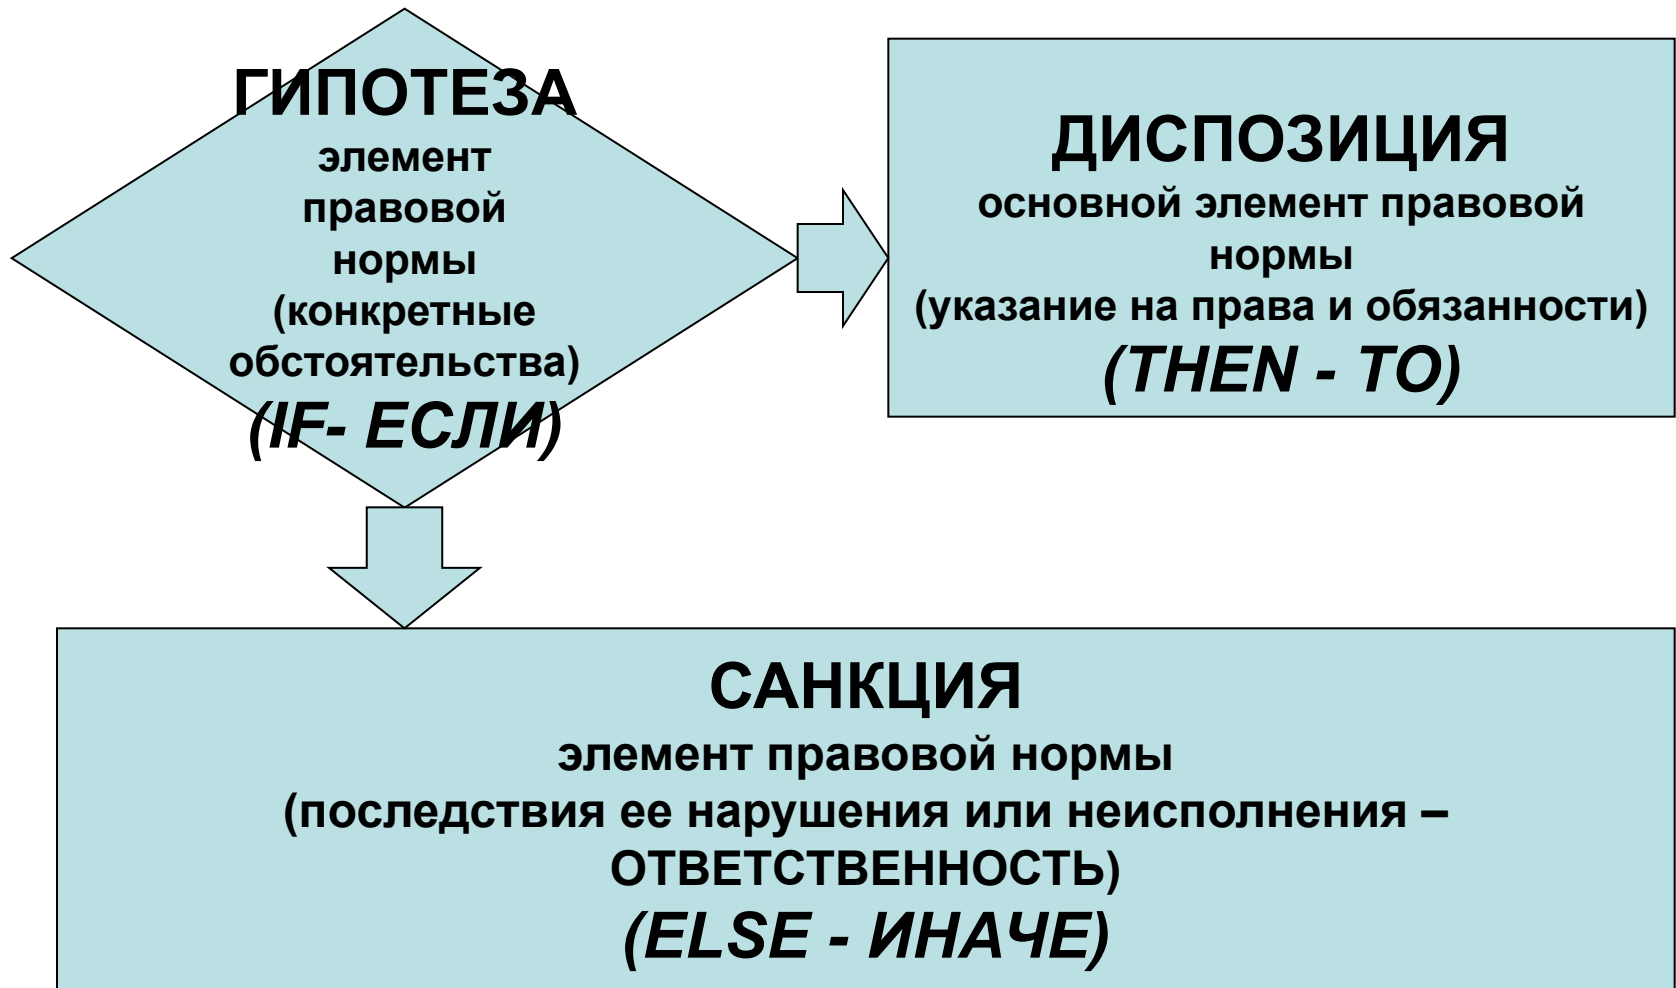 ГИПОТЕЗА
элемент
правовой
нормы
(конкретные
обстоятельства)
(IF- ЕСЛИ)
ДИСПОЗИЦИЯ
основной элемент правовой
нормы
(указание на права и обязанности)
(THEN - ТО)
САНКЦИЯ
элемент правовой нормы
(последствия ее нарушения или неисполнения –
ОТВЕТСТВЕННОСТЬ)
(ELSE - ИНАЧЕ)